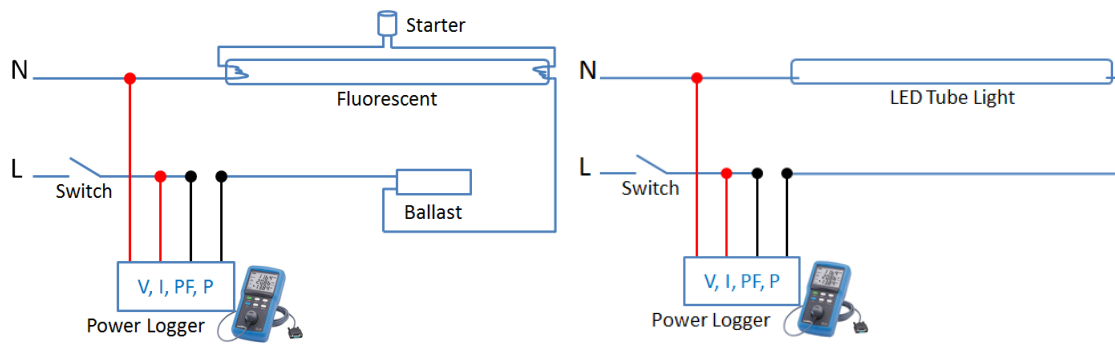 Starter
N
Fluorescent
L
Switch
Ballast
V, I, PF, P
Power Logger
N
LED Tube Light
L
Switch
V, I, PF, P
Power Logger